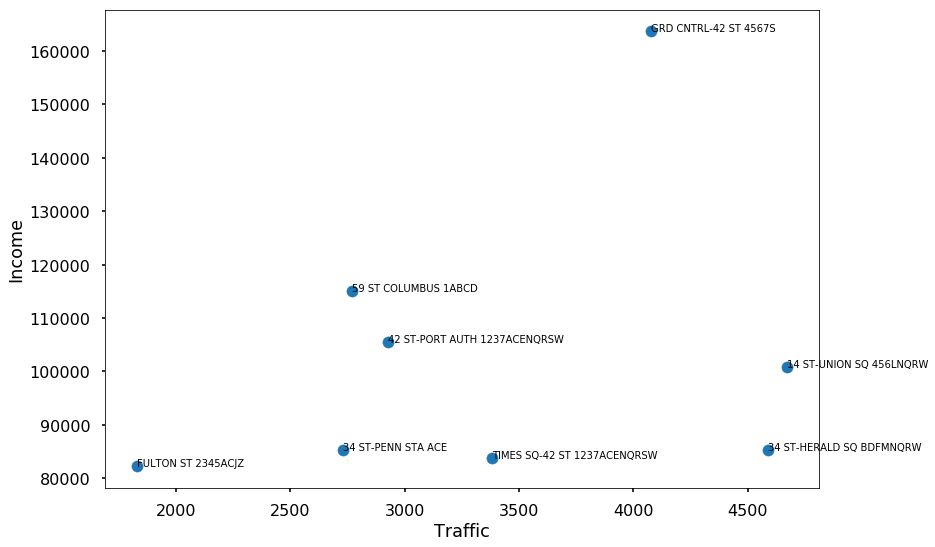 160000
150000
140000
130000
120000
110000
100000
90000
80000
Income
GRD CNTRL-42 ST 4567S
59 ST COLUMBUS 1ABCD
42 ST-PORT AUTH 1237ACENQRSW
14 ST-UNION SQ 456LNQRW
34 ST-PENN STA ACE
34 ST-HERALD SQ BDFMNQRW
TIMES SQ-42 ST 1237ACENQRSW
FULTON ST 2345ACJZ
2000 2500 3000 3500 4000 4500
Traffic